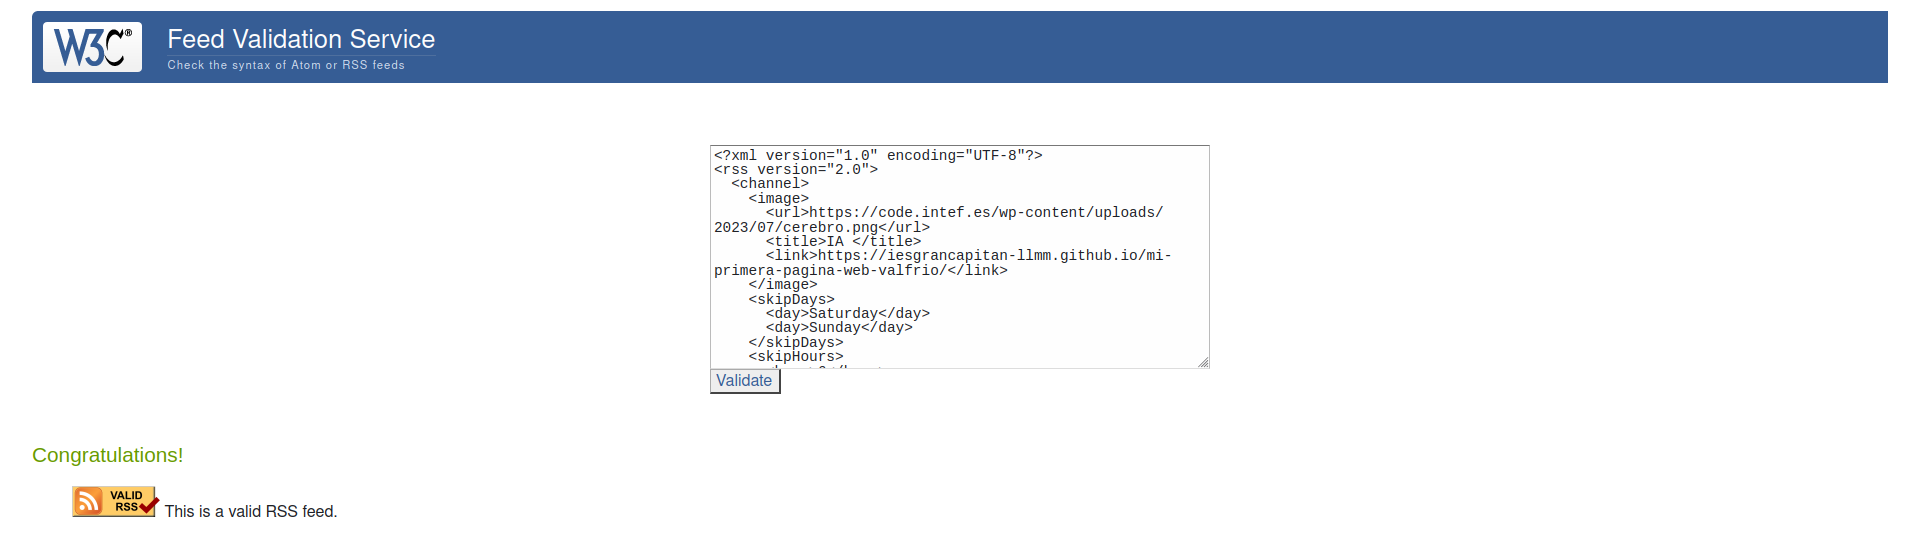 W3C®
Feed Validation Service
Check the syntax of Atom or RSS feeds
<?xml version="1.0" encoding="UTF-8"?>
<rss version="2.0">
<channel>
<image>
<url>https://code.intef.es/wp-content/uploads/
2023/07/cerebro.png</url>
<title>IA </title>
<link>https://iesgrancapitan-llmm.github.io/mi-
primera-pagina-web-valfrio/</link>
</image>
<skipDays>
<day>Saturday</day>
<day>Sunday</day>
</skipDays>
<skipHours>
Validate
Congratulations!
VALID
RSS
This is a valid RSS feed.